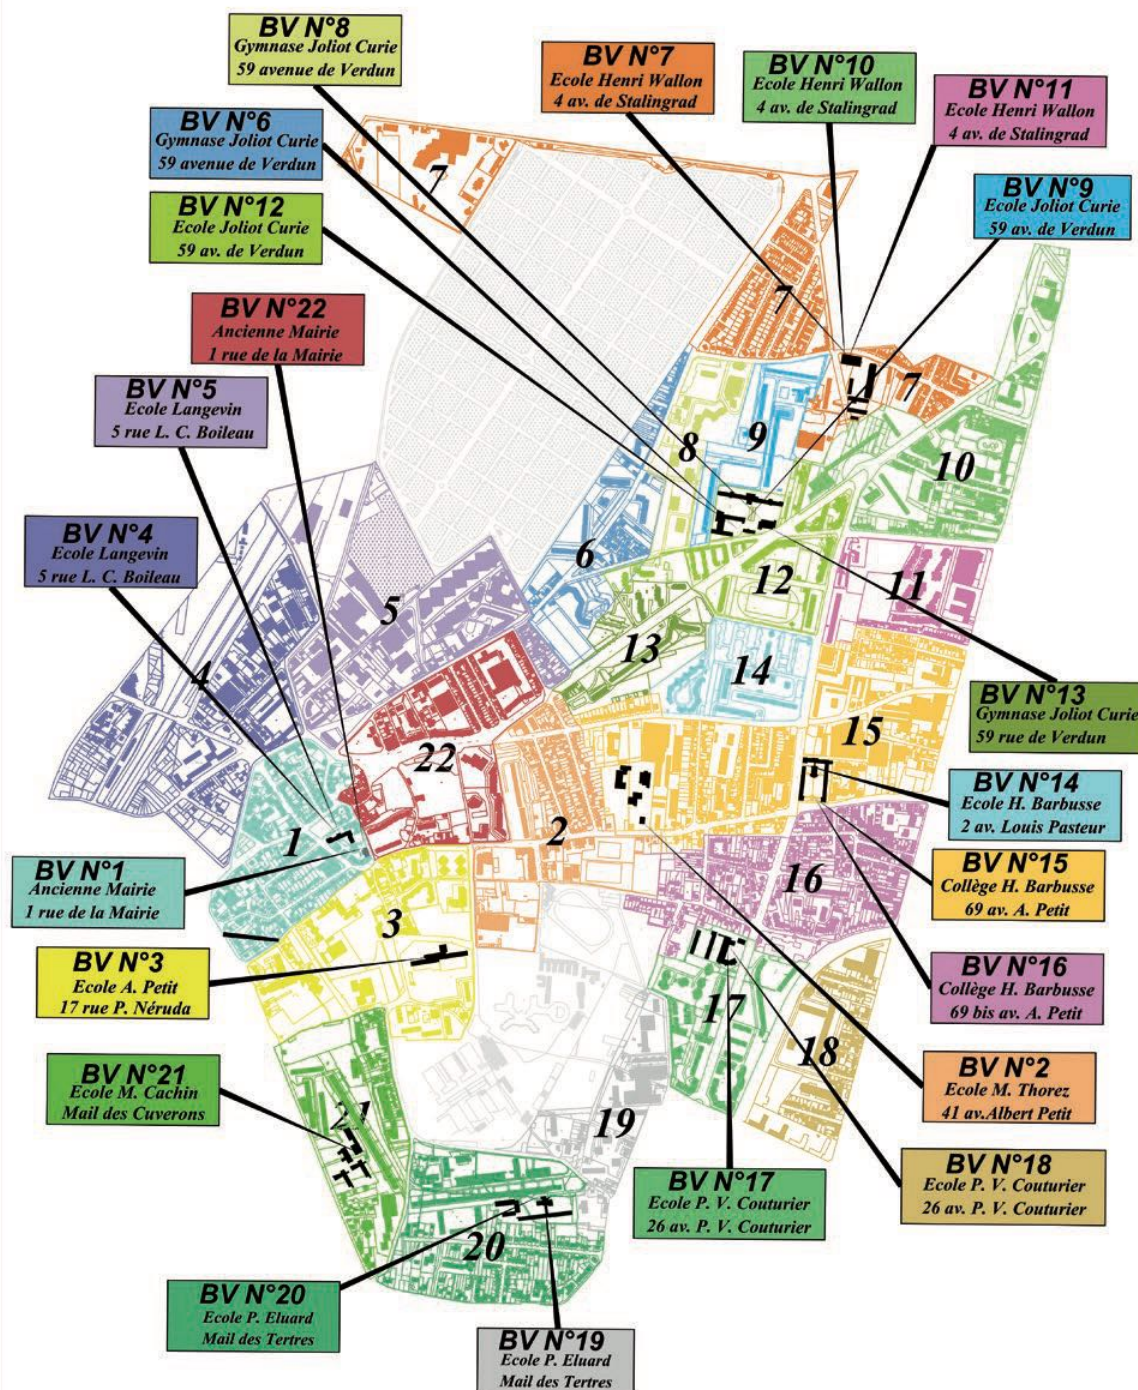 BV N°8
Gymnase Joliot Curie
59 avenue de Verdun
BV N°7
Ecole Henri Wallon
4 av. de Stalingrad
BV N°10
Ecole Henri Wallon
4 av. de Stalingrad
BV N°11
Ecole Henri Wallon
4 av. de Stalingrad
BV N°6
Gymnase Joliot Curie
59 avenue de Verdun
BV N°12
Ecole Joliot Curie
59 av. de Verdun
BV N°9
Ecole Joliot Curie
59 av. de Verdun
BV N°22
Ancienne Mairie
1 rue de la Mairie
BV N°5
Ecole Langevin
5 rue L. C. Boileau
BV N°4
Ecole Langevin
5 rue L. C. Boileau
7
7
7
8
9
10
6
11
12
5
13
14
4
15
22
1
2
16
3
17
18
21
19
20
BV N°13
Gymnase Joliot Curie
59 rue de Verdun
BV N°14
Ecole H. Barbusse
2 av. Louis Pasteur
BV N°1
Ancienne Mairie
1 rue de la Mairie
BV N°15
Collège H. Barbusse
69 av. A. Petit
BV N°3
Ecole A. Petit
17 rue P. Néruda
BV N°16
Collège H. Barbusse
69 bis av. A. Petit
BV N°21
Ecole M. Cachin
Mail des Cuverons
BV N°2
Ecole M. Thorez
41 av.Albert Petit
BV N°17
Ecole P. V. Couturier
26 av. P. V. Couturier
BV N°18
Ecole P. V. Couturier
26 av. P. V. Couturier
BV N°20
Ecole P. Eluard
Mail des Tertres
BV N°19
Ecole P. Eluard
Mail des Tertres